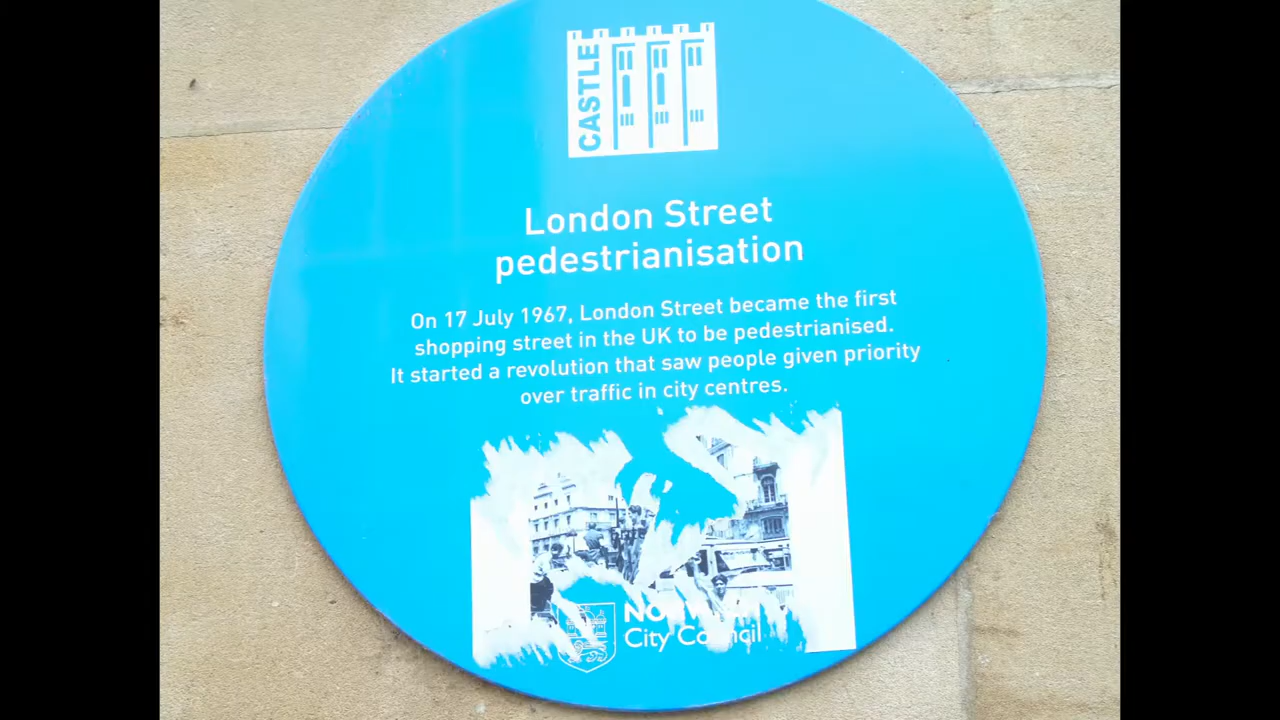 CASTLE
London Street
pedestrianisation
On 17 July 1967, London Street became the first
shopping street in the UK to be pedestrianised.
It started a revolution that saw people given priority
over traffic in city centres.
City Council